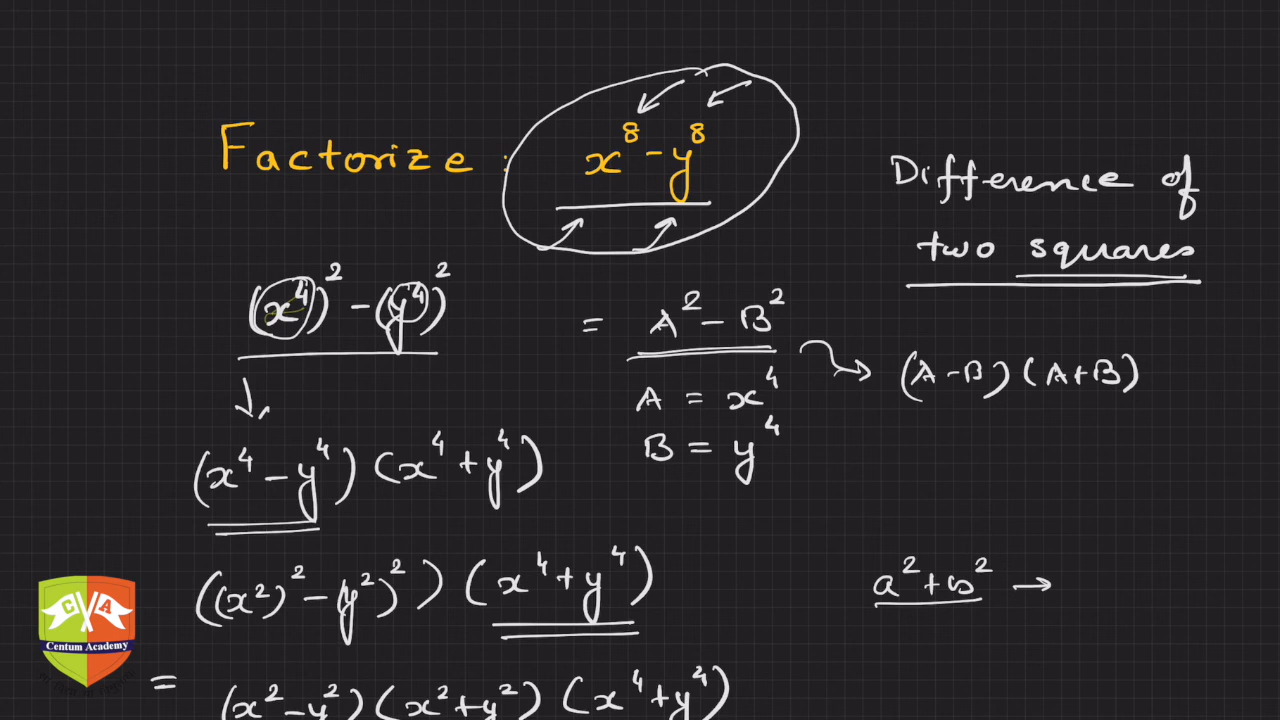 Factorize : x⁸ - y⁸
Difference of
two squares
(x⁴)² - (y⁴)² = A² - B²
(A - B)(A + B)
A = x⁴
B = y⁴
(x⁴ - y⁴)(x⁴ + y⁴)
((x²)² - (y²)²)(x⁴ + y⁴)
a² + b² →
= (x² - y²)(x² + y²)(x⁴ + y⁴)
C A
Centum Academy